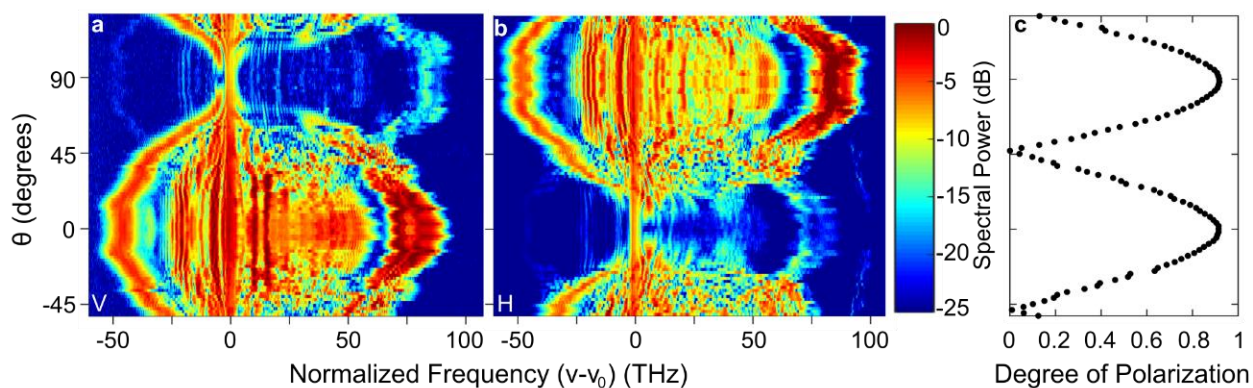 a
b
c
0
-5
-10
-15
-20
-25
Spectral Power (dB)
90
45
0
-45
θ (degrees)
V
H
-50 0 50 100
-50 0 50 100
0 0.2 0.4 0.6 0.8 1
Normalized Frequency (ν-ν₀) (THz)
Degree of Polarization